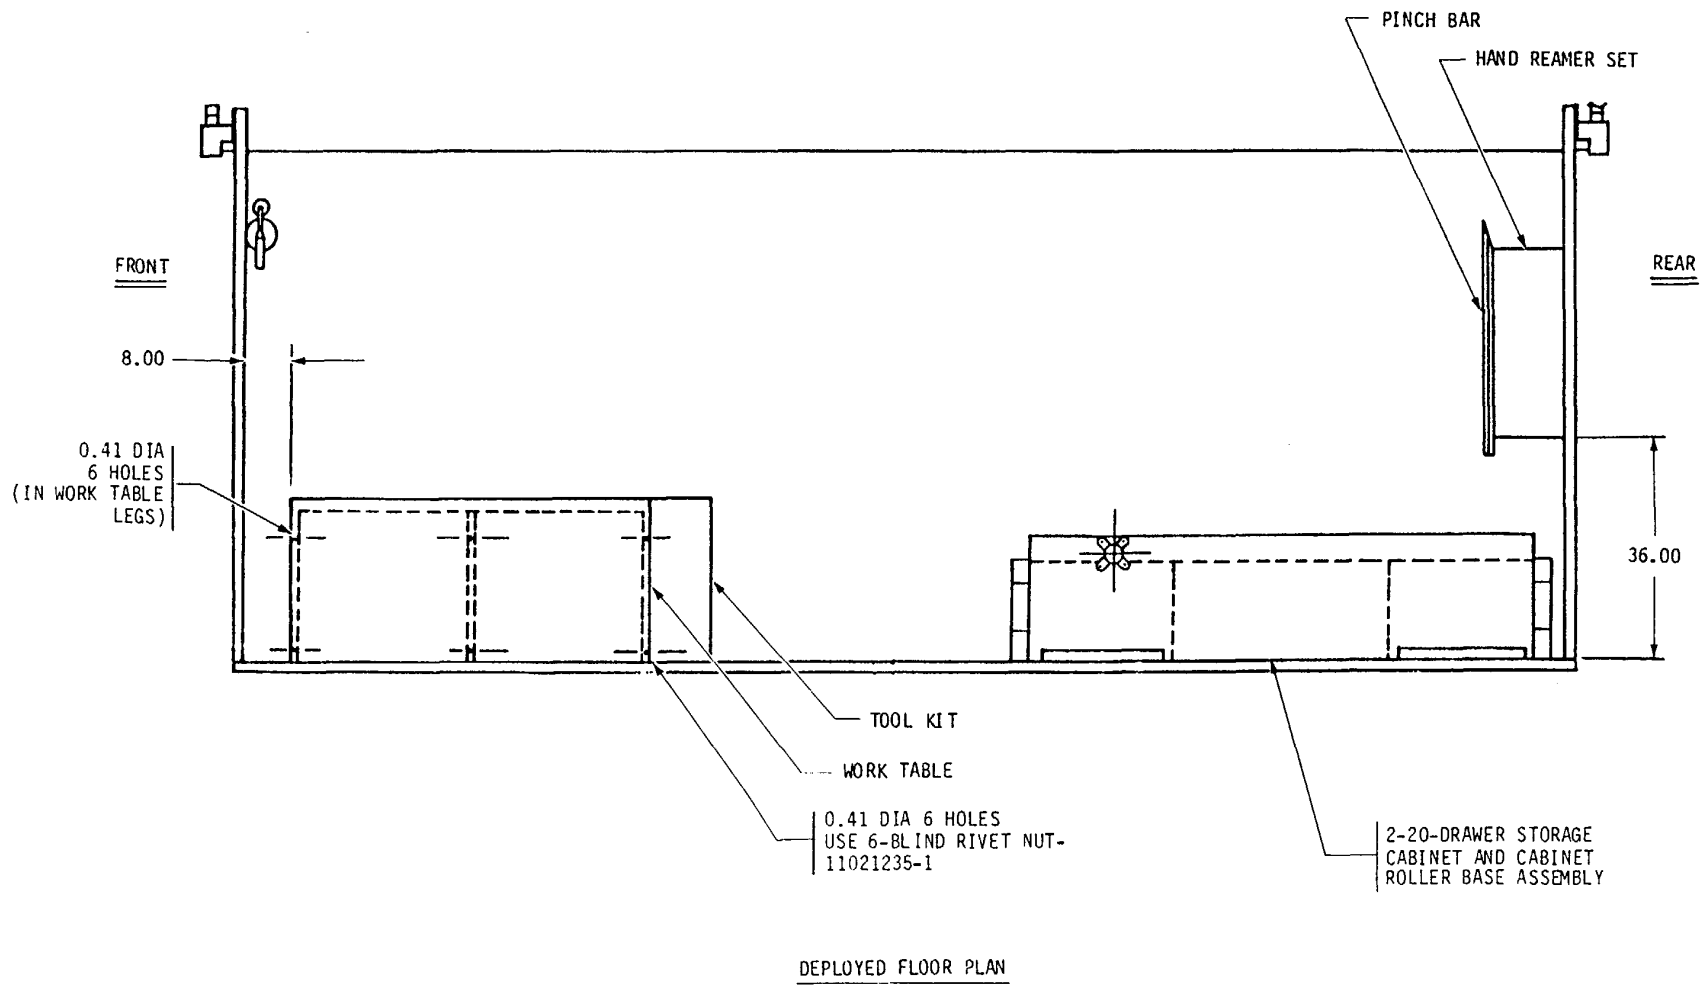 PINCH BAR
HAND REAMER SET
FRONT
REAR
8.00
0.41 DIA
6 HOLES
(IN WORK TABLE
LEGS)
36.00
TOOL KIT
WORK TABLE
0.41 DIA 6 HOLES
USE 6-BLIND RIVET NUT-
11021235-1
2-20-DRAWER STORAGE
CABINET AND CABINET
ROLLER BASE ASSEMBLY
DEPLOYED FLOOR PLAN